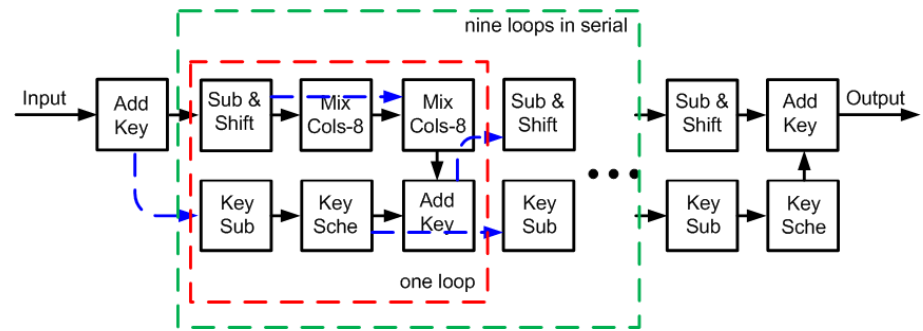 nine loops in serial
Input
Add
Key
Sub &
Shift
Mix
Cols-8
Mix
Cols-8
Sub &
Shift
Sub &
Shift
Add
Key
Output
Key
Sub
Key
Sche
Add
Key
Key
Sub
Key
Sub
Key
Sche
one loop